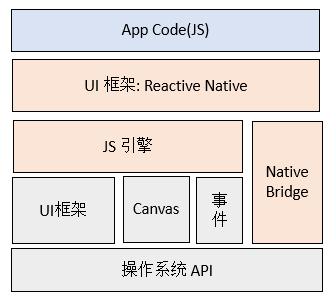 App Code(JS)
UI 框架: Reactive Native
JS 引擎
Native
Bridge
UI框架
Canvas
事
件
操作系统 API